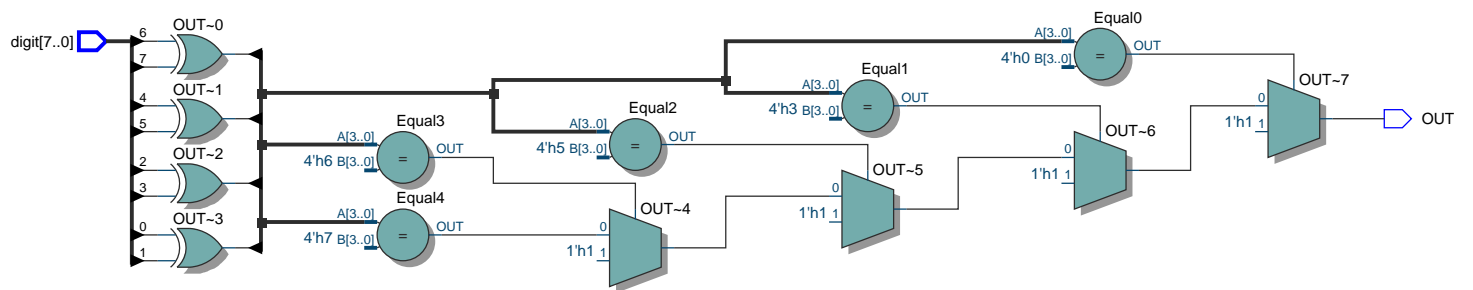 digit[7..0]
OUT~0
6
7
OUT~1
4
5
OUT~2
2
3
OUT~3
0
1
Equal3
A[3..0]
4'h6 B[3..0]
=
OUT
Equal4
A[3..0]
4'h7 B[3..0]
=
OUT
OUT~4
0
1'h1 1
Equal2
A[3..0]
4'h5 B[3..0]
=
OUT
OUT~5
0
1'h1 1
Equal1
A[3..0]
4'h3 B[3..0]
=
OUT
OUT~6
0
1'h1 1
Equal0
A[3..0]
4'h0 B[3..0]
=
OUT
OUT~7
0
1'h1 1
OUT